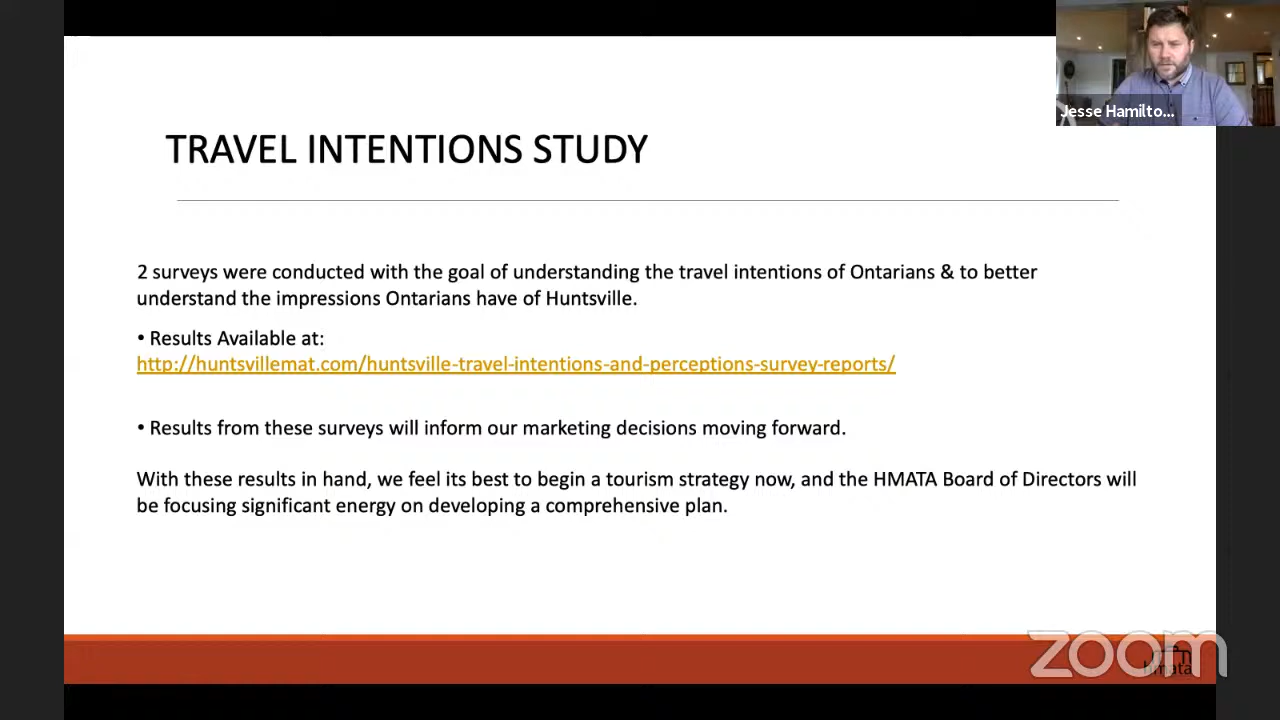 Jesse Hamilto...
TRAVEL INTENTIONS STUDY
2 surveys were conducted with the goal of understanding the travel intentions of Ontarians & to better
understand the impressions Ontarians have of Huntsville.
• Results Available at:
http://huntsvillemat.com/huntsville-travel-intentions-and-perceptions-survey-reports/
• Results from these surveys will inform our marketing decisions moving forward.
With these results in hand, we feel its best to begin a tourism strategy now, and the HMATA Board of Directors will
be focusing significant energy on developing a comprehensive plan.
zoom
hmata